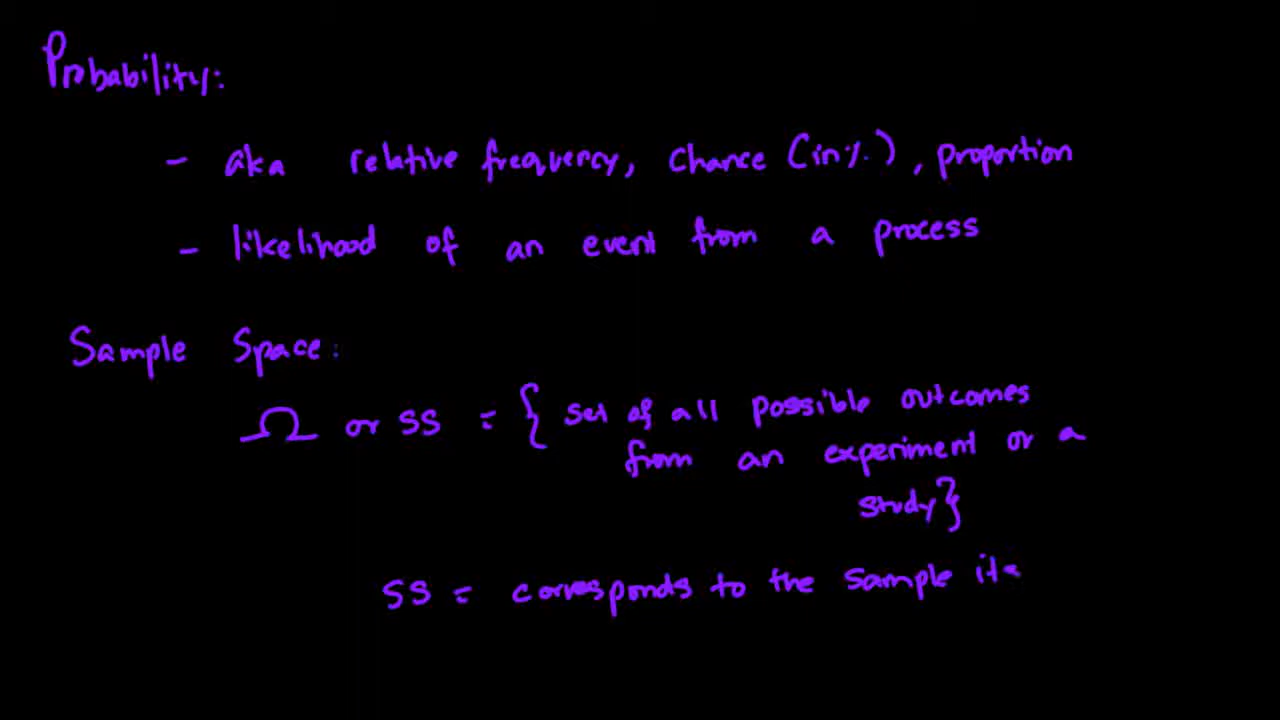 Probability:
- aka relative frequency, chance (in %), proportion
- likelihood of an event from a process
Sample Space:
Ω or SS = { set of all possible outcomes
from an experiment or a
study}
SS = corresponds to the sample its